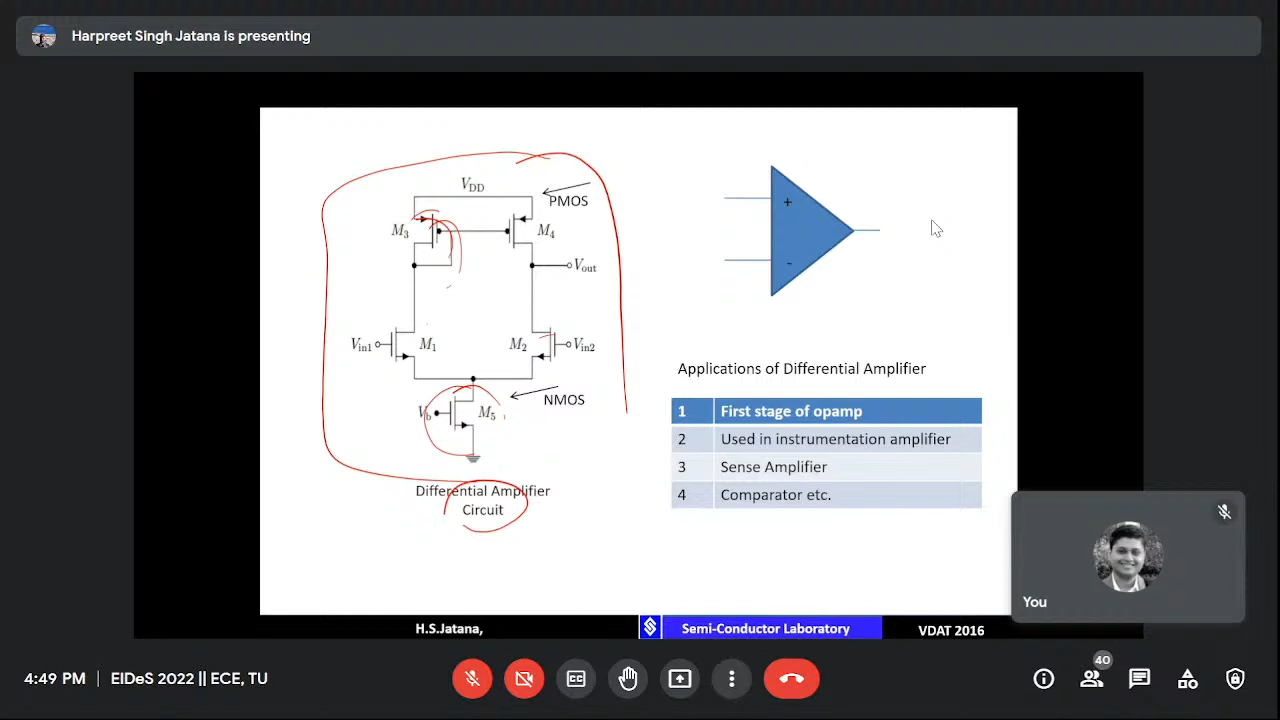 Harpreet Singh Jatana is presenting
VDD
PMOS
M3
M4
Vout
Vin1
M1
M2
Vin2
Vb
M5
NMOS
Differential Amplifier
Circuit
+
-
Applications of Differential Amplifier
1 First stage of opamp
2 Used in instrumentation amplifier
3 Sense Amplifier
4 Comparator etc.
You
H.S.Jatana,
Semi-Conductor Laboratory
VDAT 2016
4:49 PM | EIDeS 2022 || ECE, TU
CC
40